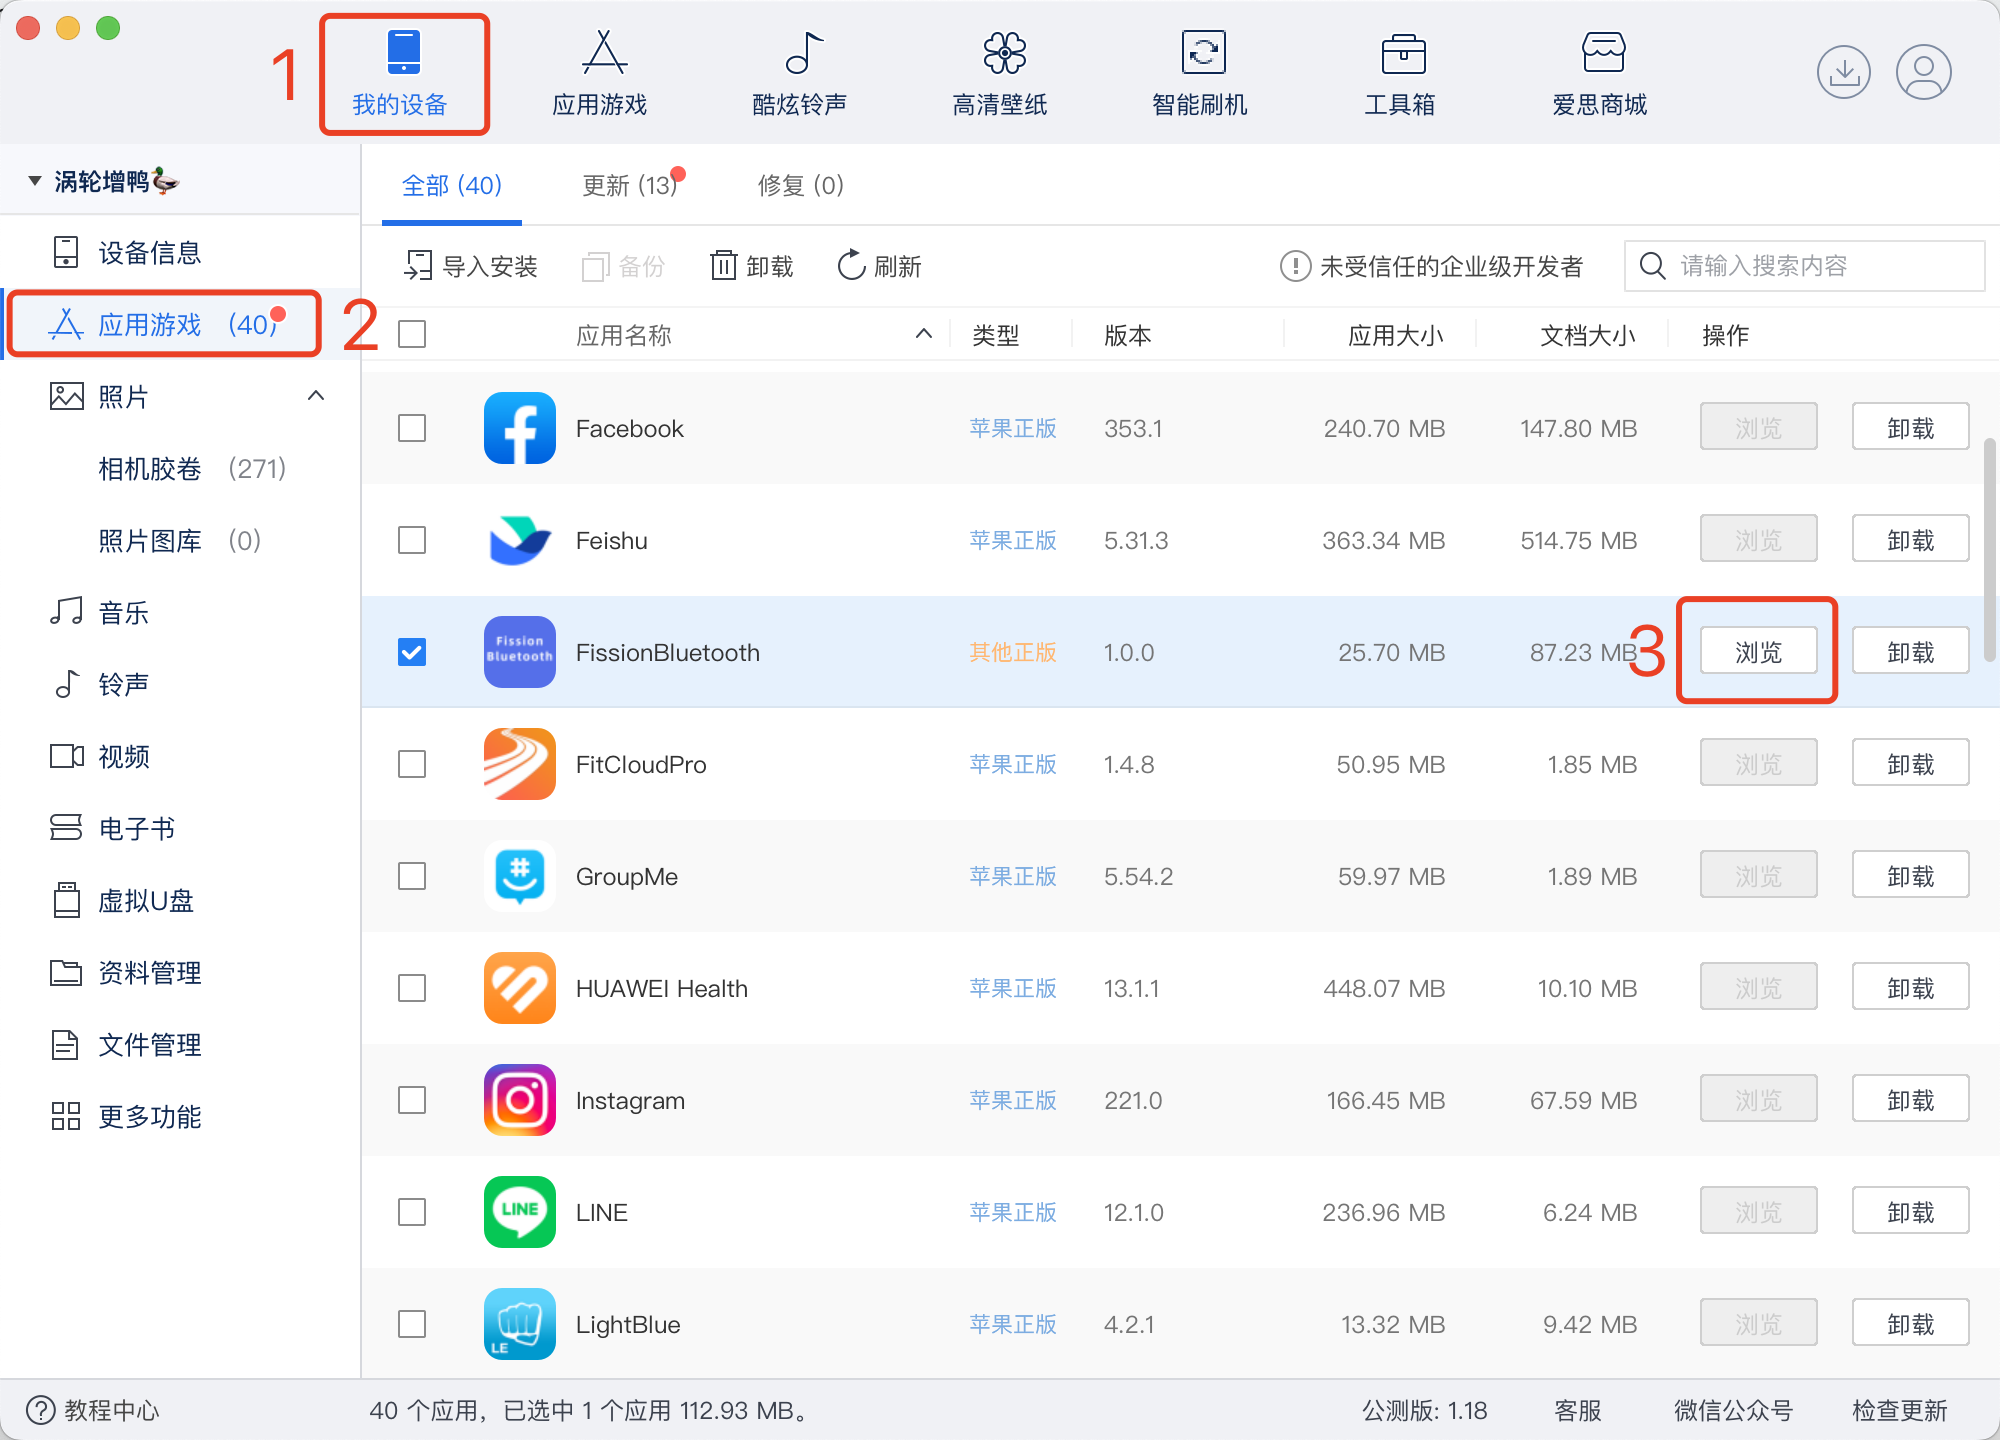 1
我的设备
应用游戏
酷炫铃声
高清壁纸
智能刷机
工具箱
爱思商城
涡轮增鸭🦆
设备信息
应用游戏 (40)
2
照片
相机胶卷 (271)
照片图库 (0)
音乐
铃声
视频
电子书
虚拟U盘
资料管理
文件管理
更多功能
全部 (40) 更新 (13) 修复 (0)
导入安装 备份 卸载 刷新 未受信任的企业级开发者 请输入搜索内容
应用名称 类型 版本 应用大小 文档大小 操作
Facebook 苹果正版 353.1 240.70 MB 147.80 MB 浏览 卸载
Feishu 苹果正版 5.31.3 363.34 MB 514.75 MB 浏览 卸载
Fission
Bluetooth
FissionBluetooth 其他正版 1.0.0 25.70 MB 87.23 MB 3 浏览 卸载
FitCloudPro 苹果正版 1.4.8 50.95 MB 1.85 MB 浏览 卸载
GroupMe 苹果正版 5.54.2 59.97 MB 1.89 MB 浏览 卸载
HUAWEI Health 苹果正版 13.1.1 448.07 MB 10.10 MB 浏览 卸载
Instagram 苹果正版 221.0 166.45 MB 67.59 MB 浏览 卸载
LINE LINE 苹果正版 12.1.0 236.96 MB 6.24 MB 浏览 卸载
LE LightBlue 苹果正版 4.2.1 13.32 MB 9.42 MB 浏览 卸载
教程中心 40 个应用，已选中 1 个应用 112.93 MB。 公测版: 1.18 客服 微信公众号 检查更新